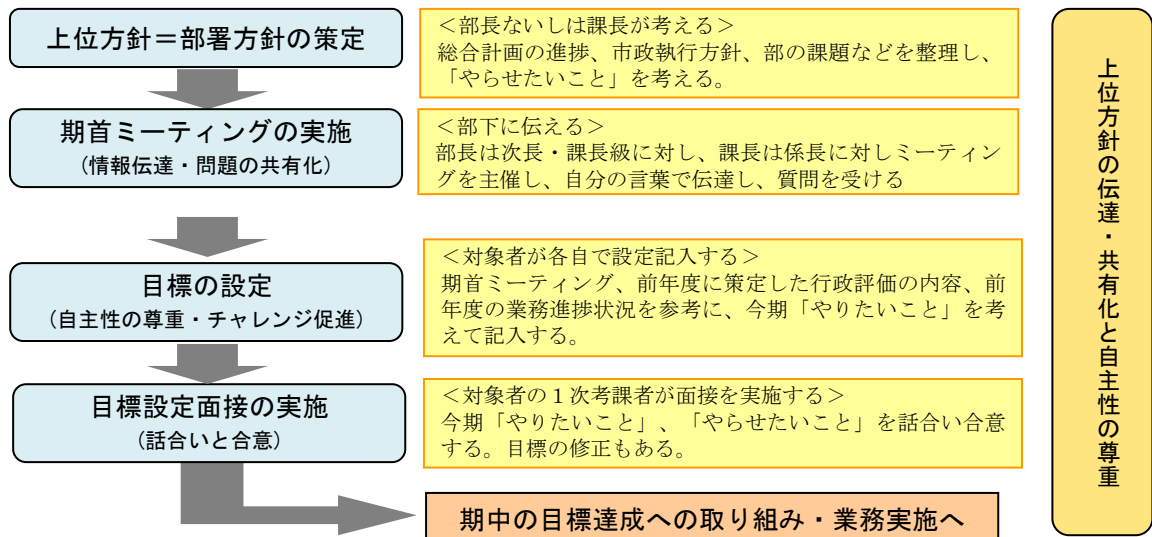 上位方針＝部署方針の策定
＜部長ないしは課長が考える＞
総合計画の進捗、市政執行方針、部の課題などを整理し、
「やらせたいこと」を考える。
期首ミーティングの実施
（情報伝達・問題の共有化）
＜部下に伝える＞
部長は次長・課長級に対し、課長は係長に対しミーティン
グを主催し、自分の言葉で伝達し、質問を受ける
目標の設定
（自主性の尊重・チャレンジ促進）
＜対象者が各自で設定記入する＞
期首ミーティング、前年度に策定した行政評価の内容、前
年度の業務進捗状況を参考に、今期「やりたいこと」を考
えて記入する。
目標設定面接の実施
（話合いと合意）
＜対象者の１次考課者が面接を実施する＞
今期「やりたいこと」、「やらせたいこと」を話合い合意
する。目標の修正もある。
期中の目標達成への取り組み・業務実施へ
上位方針の伝達・共有化と自主性の尊重